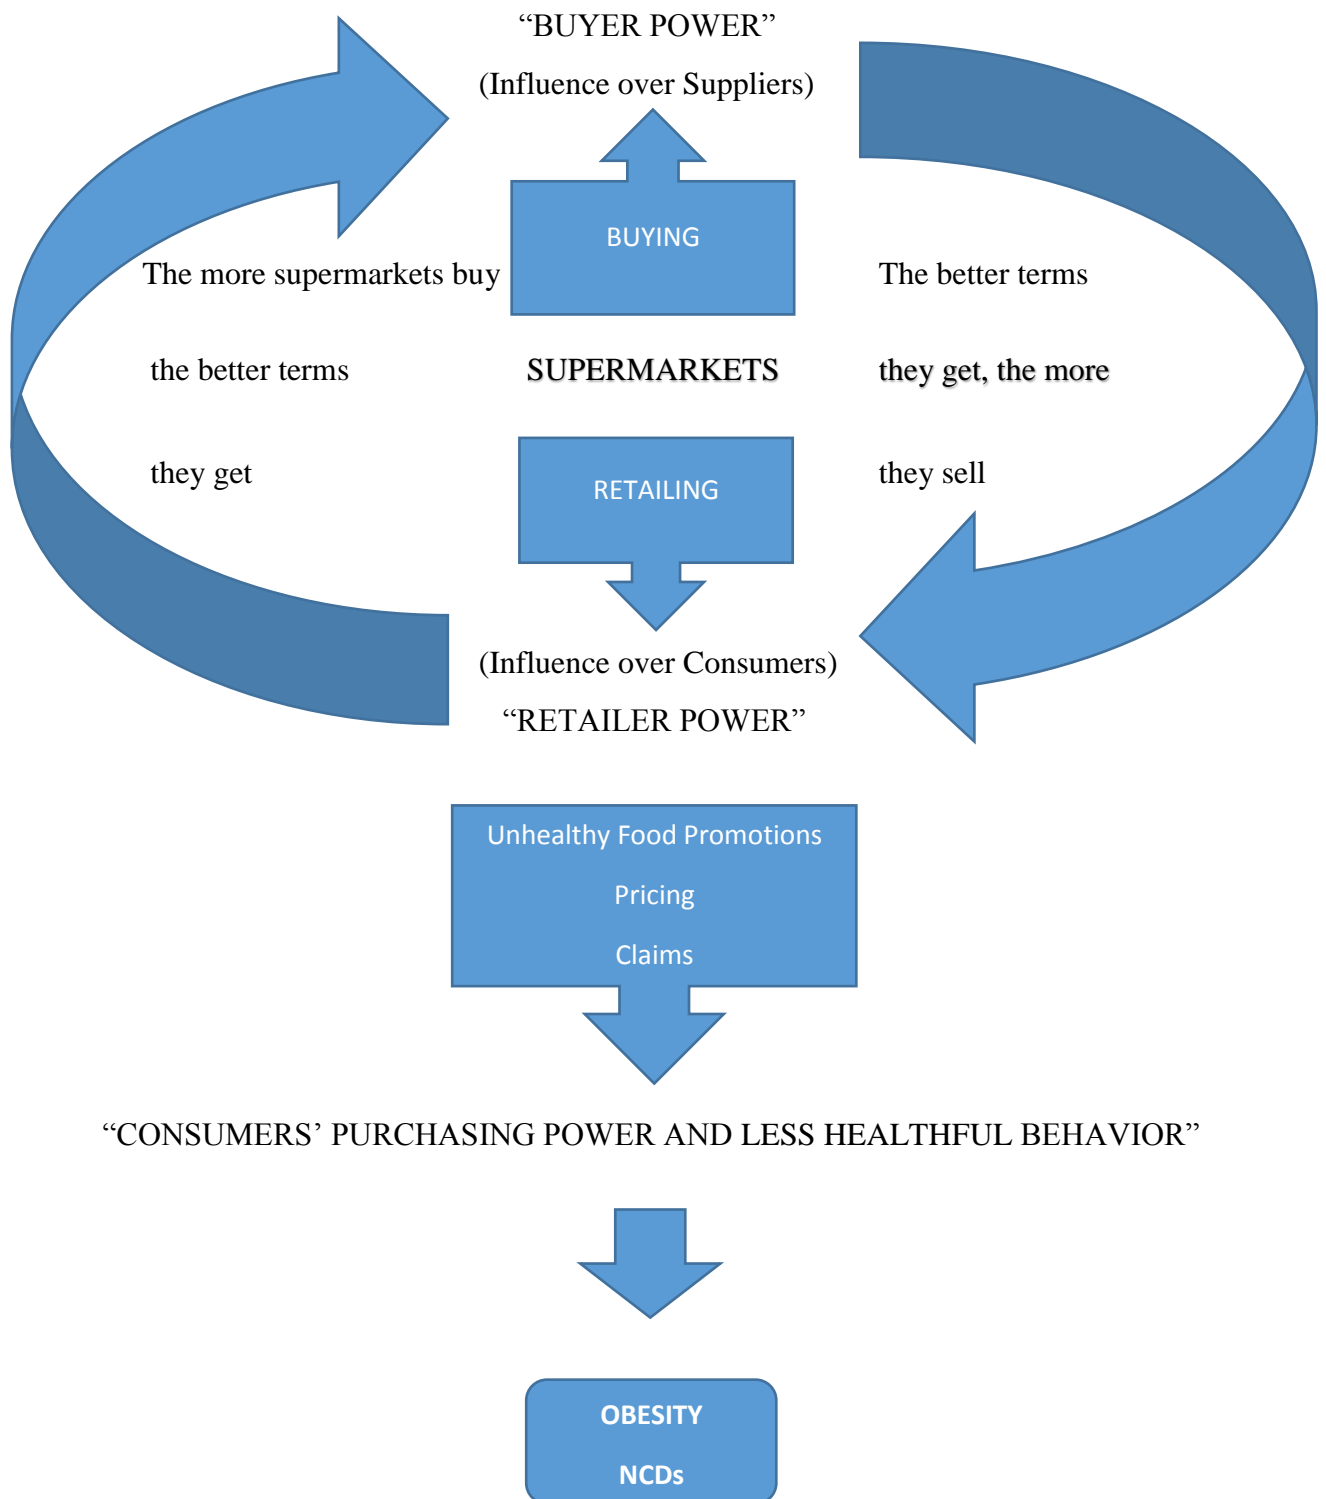 “BUYER POWER”
(Influence over Suppliers)
BUYING
The more supermarkets buy
the better terms
they get
SUPERMARKETS
The better terms
they get, the more
they sell
RETAILING
(Influence over Consumers)
“RETAILER POWER”
Unhealthy Food Promotions
Pricing
Claims
“CONSUMERS’ PURCHASING POWER AND LESS HEALTHFUL BEHAVIOR”
OBESITY
NCDs